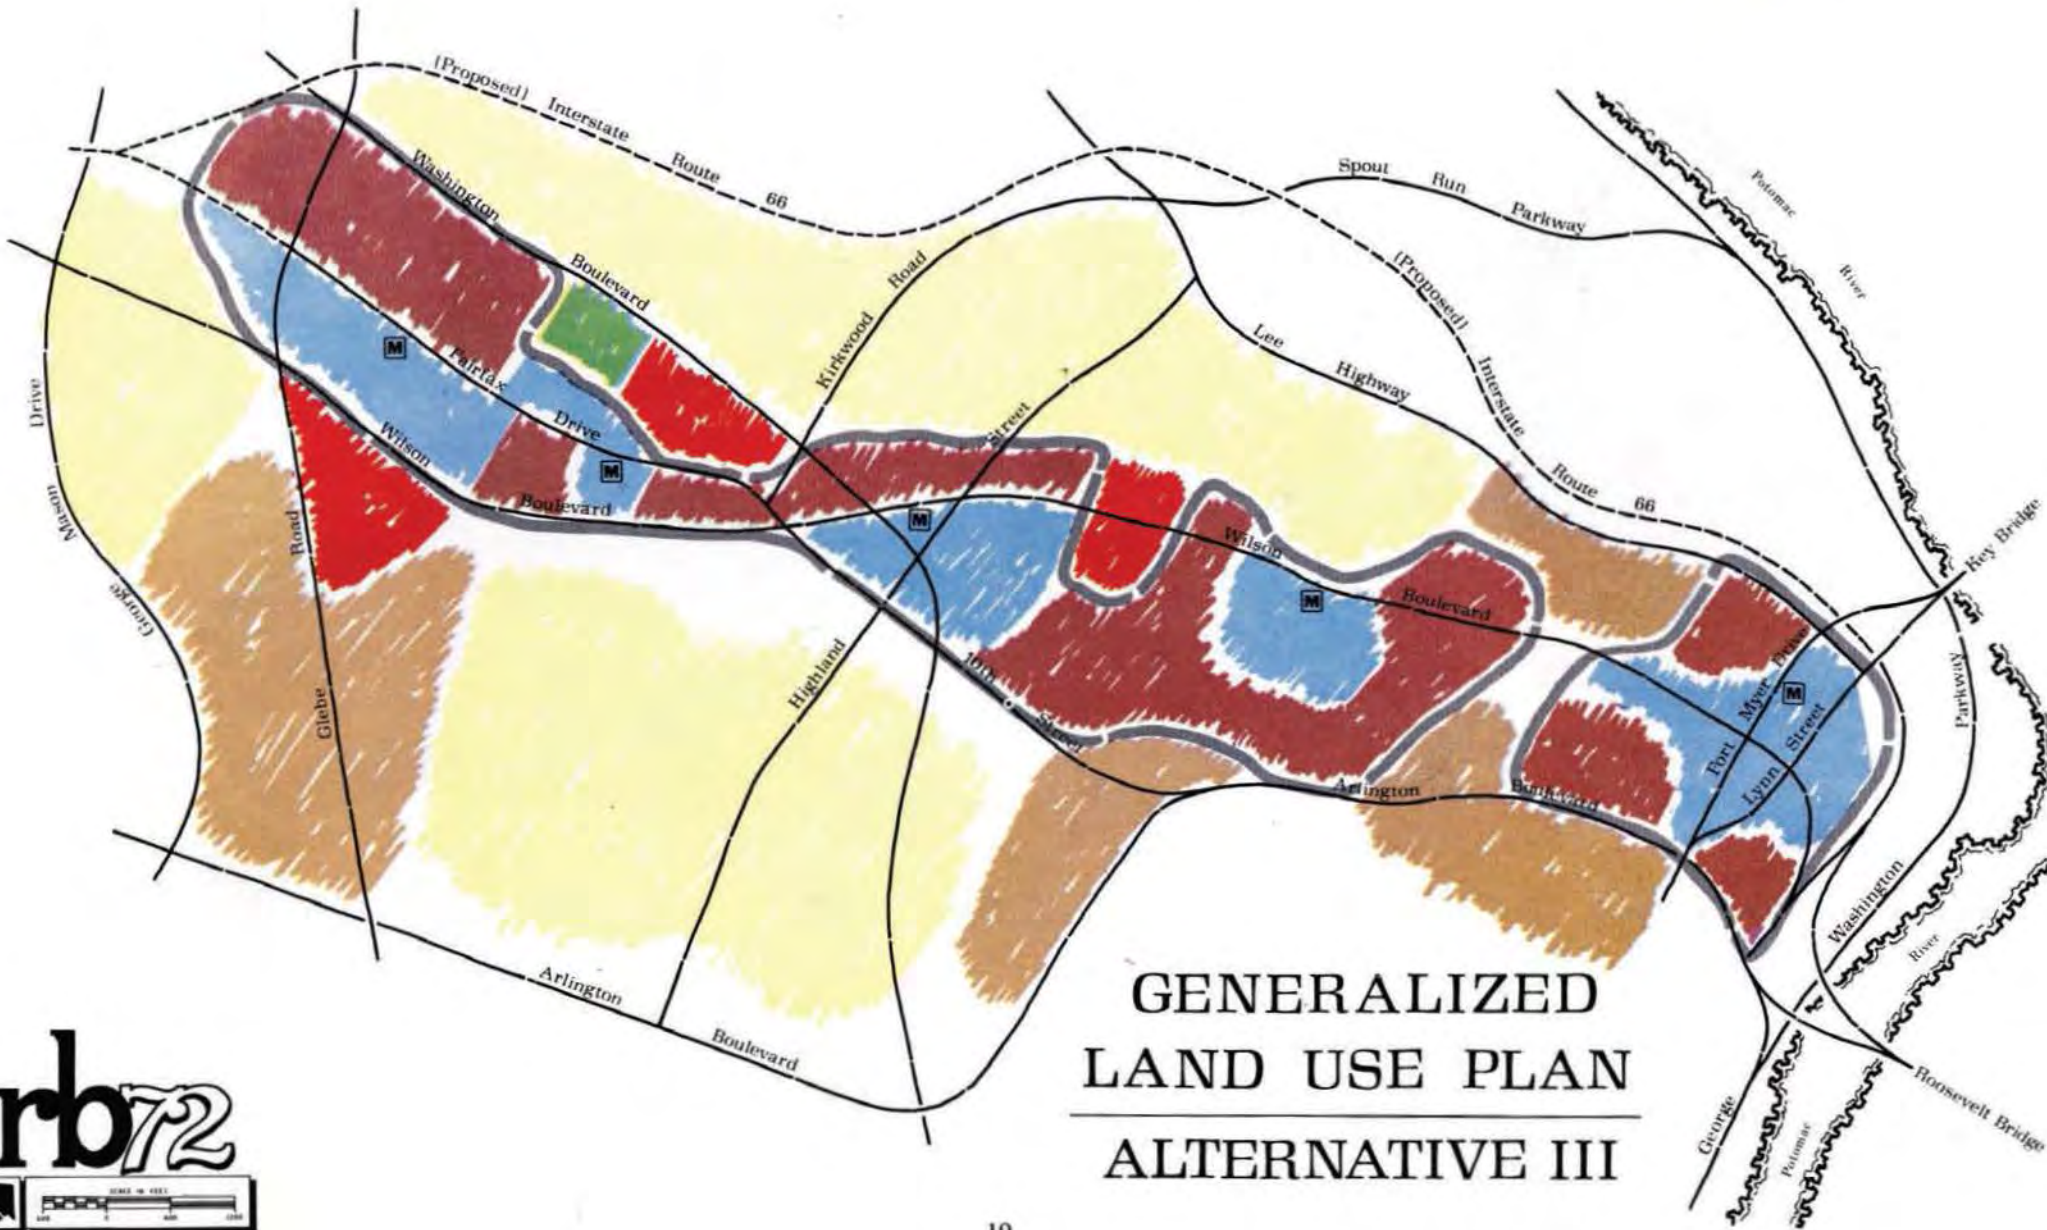 (Proposed) Interstate Route 66
Washington
Boulevard
Spout Run Parkway
Potomac
River
Kirkwood Road
(Proposed) Interstate
Route 66
Lee Highway
Drive
Mason
George
Fairfax
Drive
Wilson
Boulevard
M
M
M
M
M
Street
Highland
Road
Glebe
Wilson
Boulevard
10th
Street
Arlington
Boulevard
Fort Myer Drive
Lynn Street
Key Bridge
Parkway
Washington
George
River
Potomac
Roosevelt Bridge
Arlington
Boulevard
GENERALIZED
LAND USE PLAN
ALTERNATIVE III
rb72
SCALE IN FEET